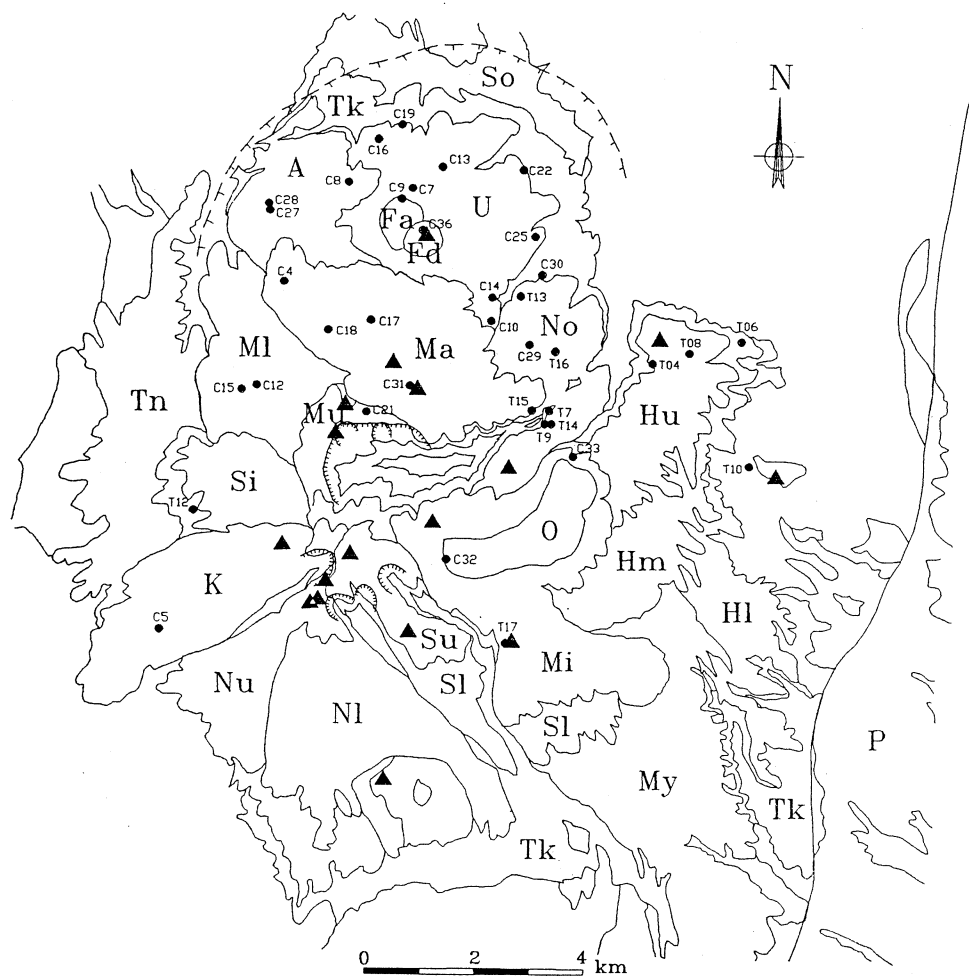 So
N
Tk
C19
C16
A
C13
C22
C8
C9
C7
C28
C27
U
Fa
C36
Fd
C25
C30
C4
C14
T13
C17
C18
C10
No
Ml
Ma
C29
T16
T06
T08
T04
Tn
C15
C12
C31
Mu
C21
T15
T7
T9
T14
Hu
C33
T10
Si
T12
O
K
C32
Hm
Hl
C5
Su
T17
Mi
Nu
Nl
Sl
Sl
P
My
Tk
Tk
0 2 4 km